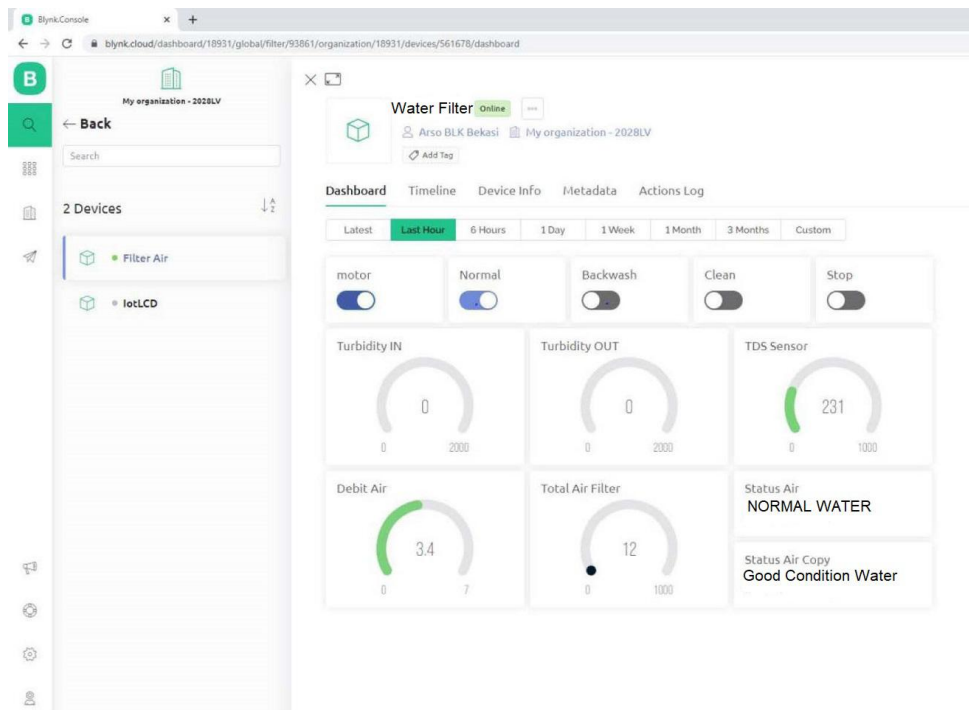 Blynk.Console
blynk.cloud/dashboard/18931/global/filter/93861/organization/18931/devices/561678/dashboard
B
My organization - 2028LV
Back
Search
2 Devices
A
Z
Filter Air
IotLCD
Water Filter Online
Arso BLK Bekasi My organization - 2028LV
Add Tag
Dashboard Timeline Device Info Metadata Actions Log
Latest Last Hour 6 Hours 1 Day 1 Week 1 Month 3 Months Custom
motor Normal Backwash Clean Stop
Turbidity IN Turbidity OUT TDS Sensor
0 0 231
0 2000 0 2000 0 1000
Debit Air Total Air Filter Status Air
NORMAL WATER
3.4 12
Status Air Copy
Good Condition Water
0 7 0 1000